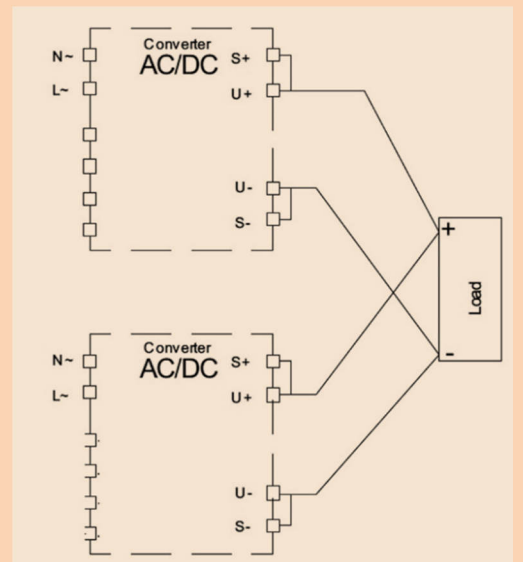 Converter
AC/DC
N~
S+
L~
U+
U-
S-
+
Load
-
Converter
AC/DC
N~
S+
L~
U+
U-
S-